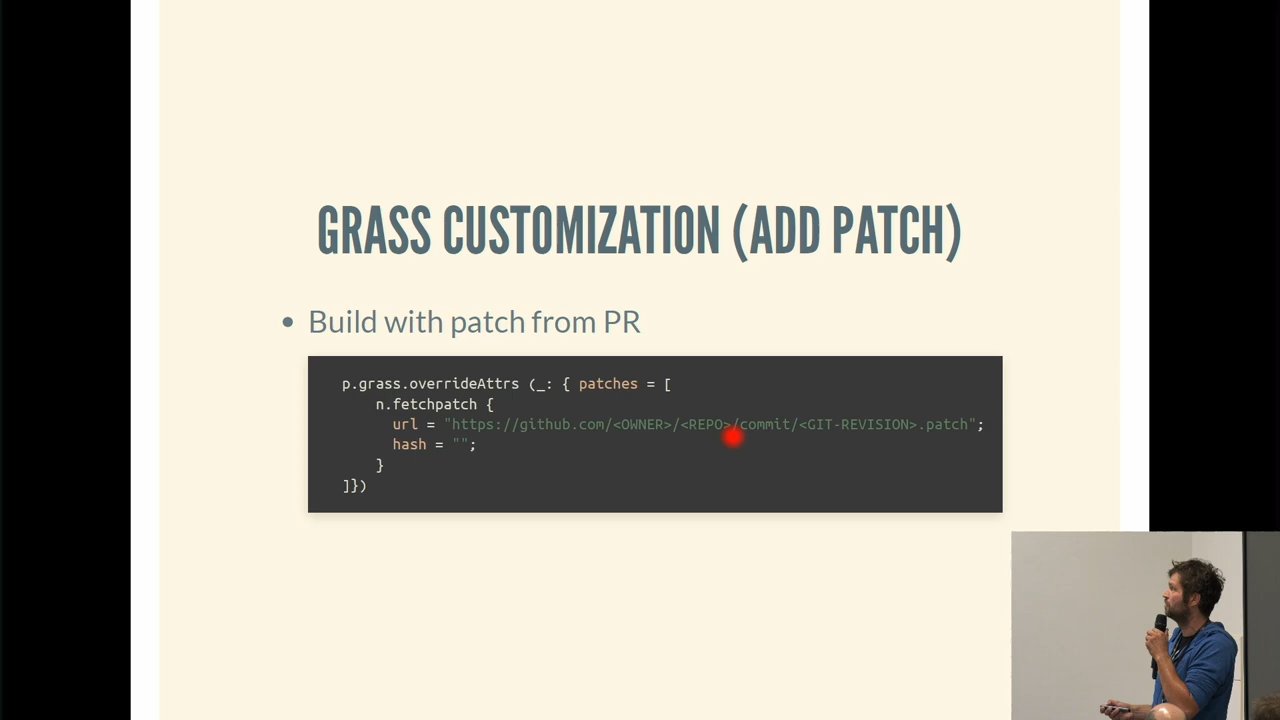 GRASS CUSTOMIZATION (ADD PATCH)
• Build with patch from PR
p.grass.overrideAttrs (_: { patches = [
n.fetchpatch {
url = "https://github.com/<OWNER>/<REPO>/commit/<GIT-REVISION>.patch";
hash = "";
}
]})